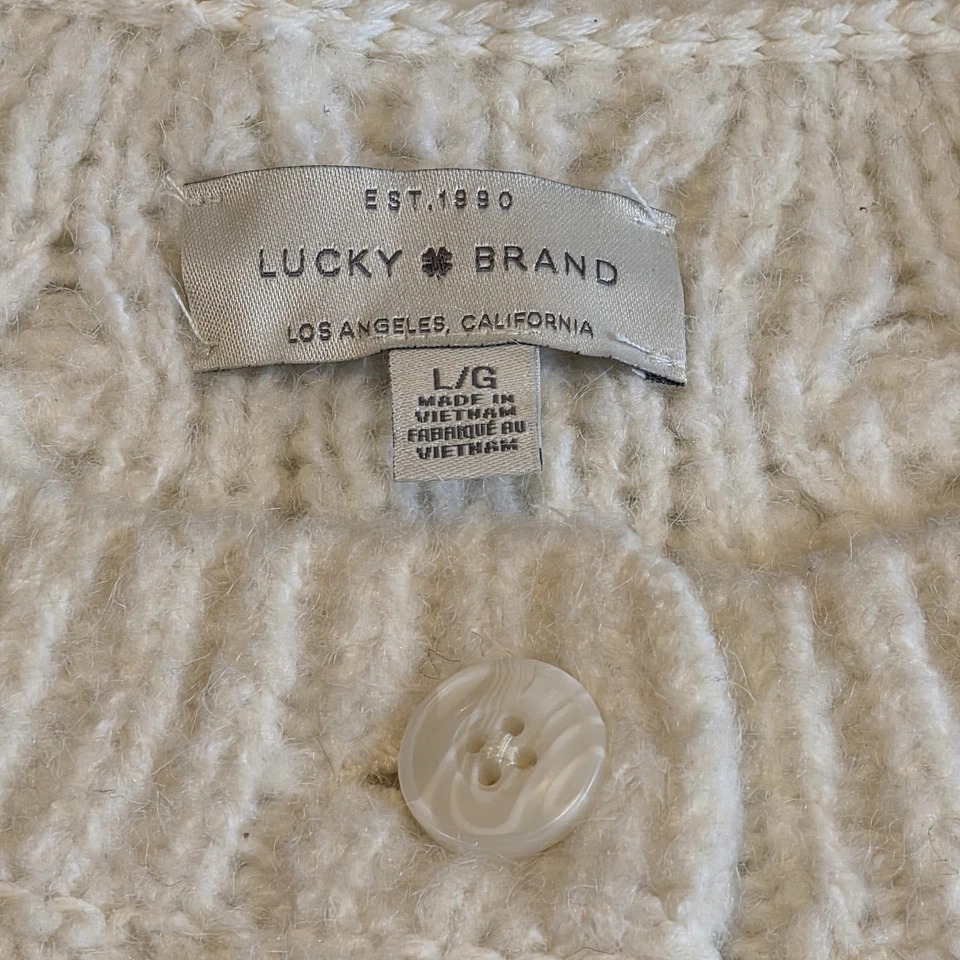 EST.1990
LUCKY BRAND
LOS ANGELES, CALIFORNIA
L/G
MADE IN
VIETNAM
FABRIQUÉ AU
VIETNAM